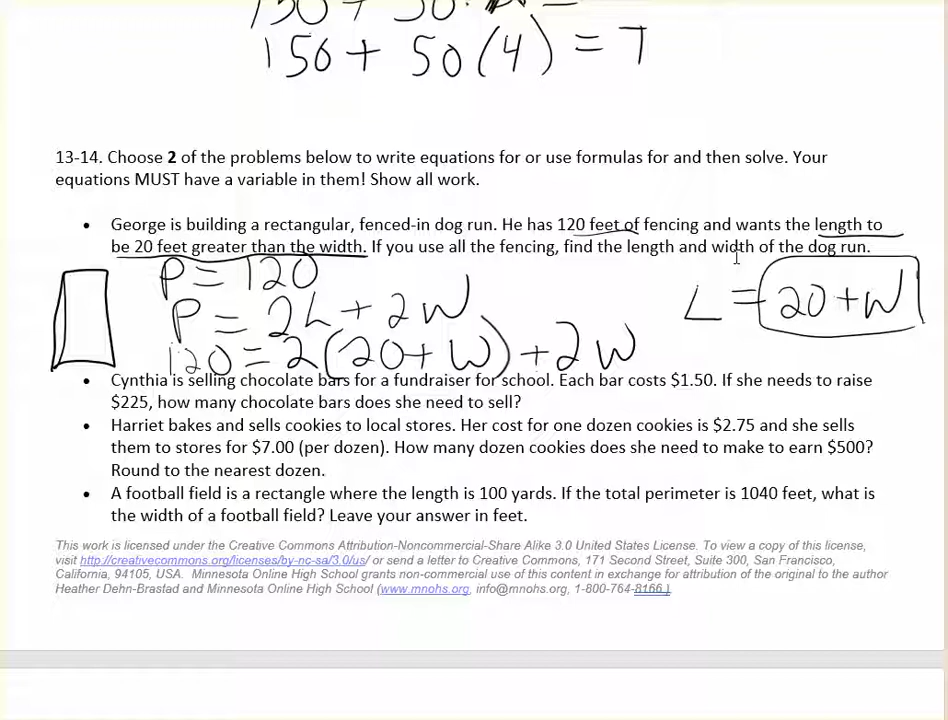 150 + 50(4) = T
13-14. Choose 2 of the problems below to write equations for or use formulas for and then solve. Your
equations MUST have a variable in them! Show all work.
• George is building a rectangular, fenced-in dog run. He has 120 feet of fencing and wants the length to
be 20 feet greater than the width. If you use all the fencing, find the length and width of the dog run.
P = 120
P = 2L + 2W
L = 20 + W
120 = 2(20 + W) + 2W
• Cynthia is selling chocolate bars for a fundraiser for school. Each bar costs $1.50. If she needs to raise
$225, how many chocolate bars does she need to sell?
• Harriet bakes and sells cookies to local stores. Her cost for one dozen cookies is $2.75 and she sells
them to stores for $7.00 (per dozen). How many dozen cookies does she need to make to earn $500?
Round to the nearest dozen.
• A football field is a rectangle where the length is 100 yards. If the total perimeter is 1040 feet, what is
the width of a football field? Leave your answer in feet.
This work is licensed under the Creative Commons Attribution-Noncommercial-Share Alike 3.0 United States License. To view a copy of this license,
visit http://creativecommons.org/licenses/by-nc-sa/3.0/us/ or send a letter to Creative Commons, 171 Second Street, Suite 300, San Francisco,
California, 94105, USA. Minnesota Online High School grants non-commercial use of this content in exchange for attribution of the original to the author
Heather Dehn-Brastad and Minnesota Online High School (www.mnohs.org, info@mnohs.org, 1-800-764-8166.)